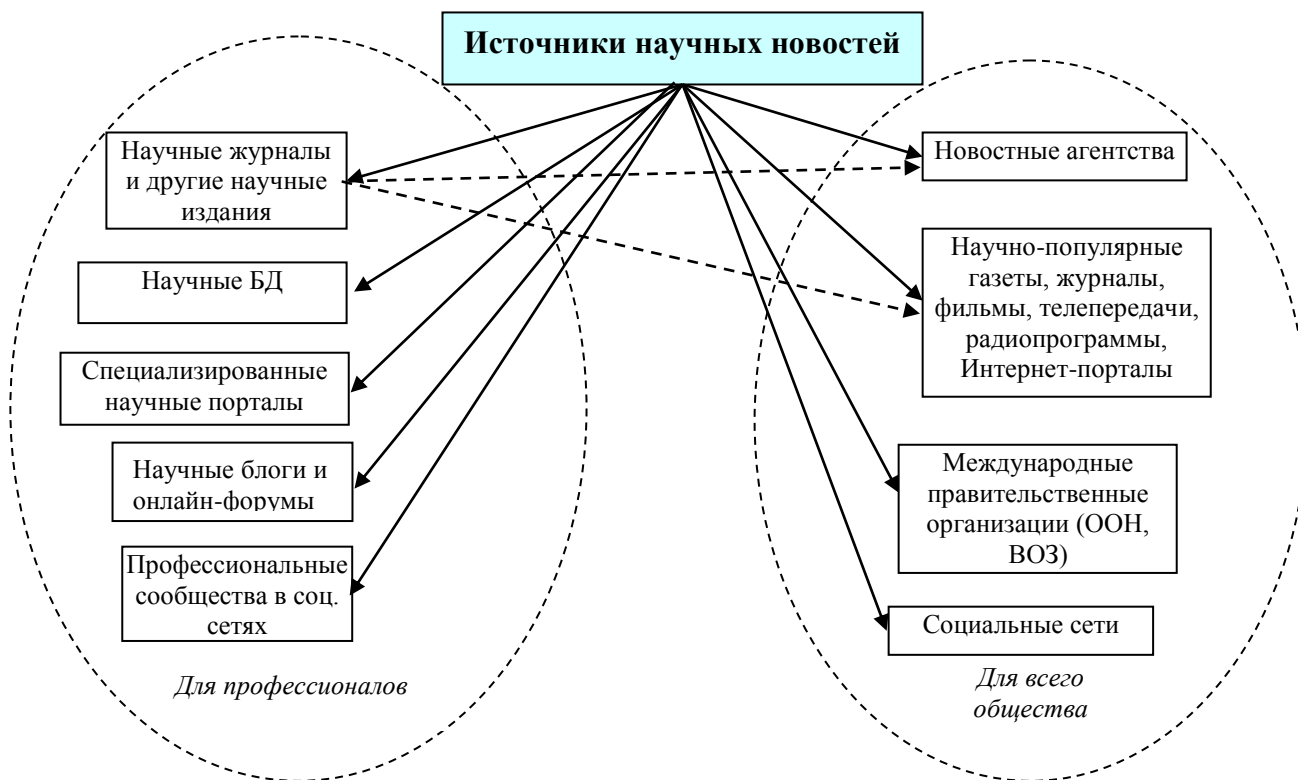 Источники научных новостей
Научные журналы
и другие научные
издания
Научные БД
Специализированные
научные порталы
Научные блоги и
онлайн-форумы
Профессиональные
сообщества в соц.
сетях
Для профессионалов
Новостные агентства
Научно-популярные
газеты, журналы,
фильмы, телепередачи,
радиопрограммы,
Интернет-порталы
Международные
правительственные
организации (ООН,
ВОЗ)
Социальные сети
Для всего
общества